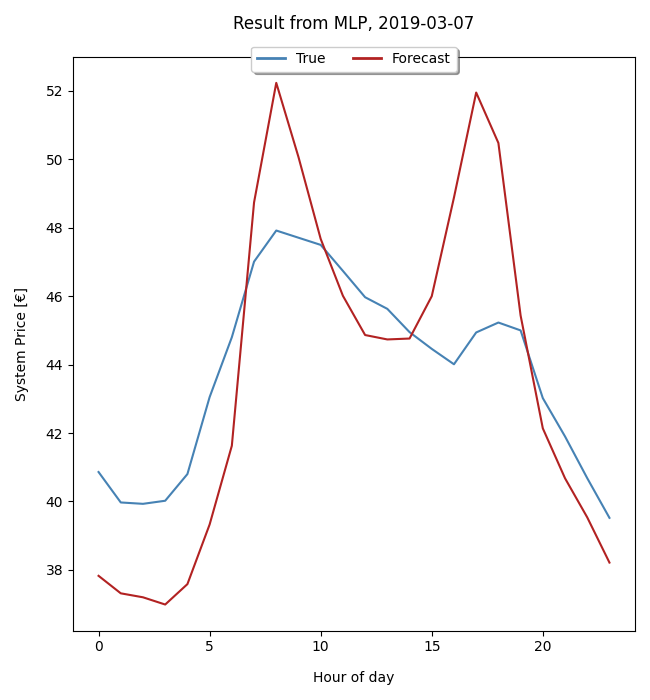 Result from MLP, 2019-03-07
True Forecast
52
50
48
46
44
42
40
38
System Price [€]
0 5 10 15 20
Hour of day